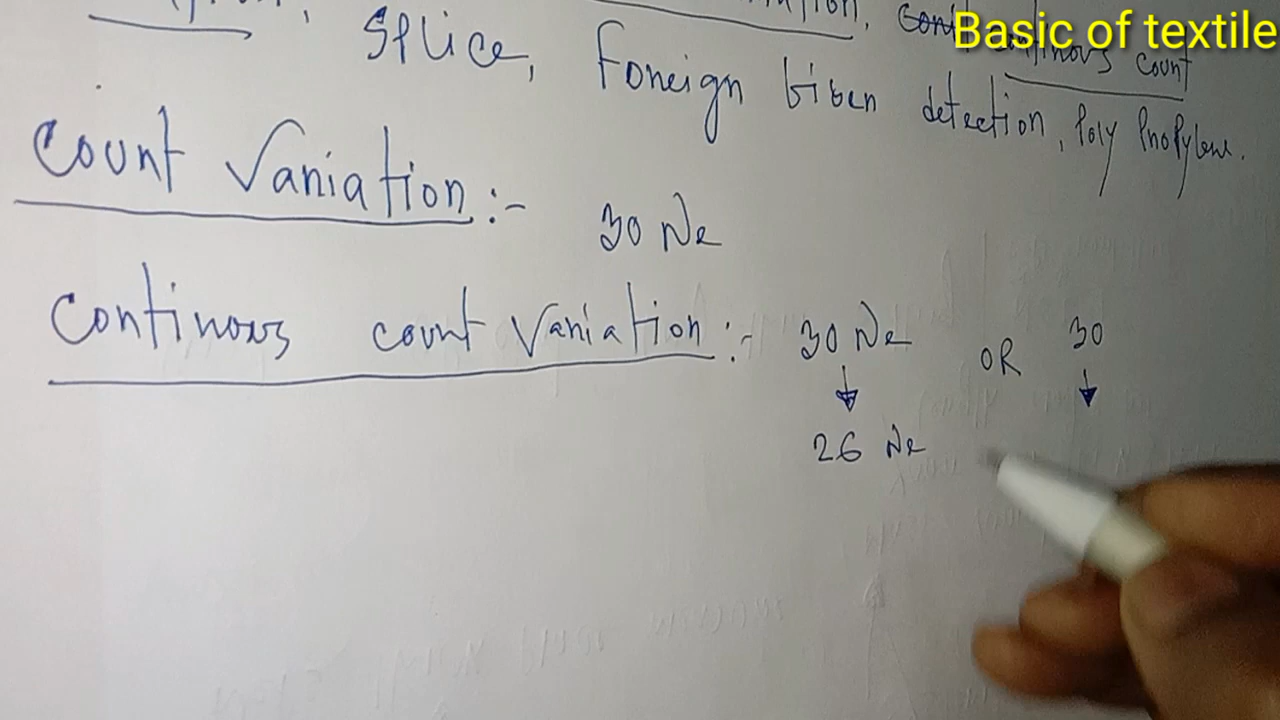 Basic of textile
count
Splice, Foreign fiber detection, Poly Propylene.
Count Variation :-
30 Ne
Continous count Variation :- 30 Ne OR 30
26 Ne